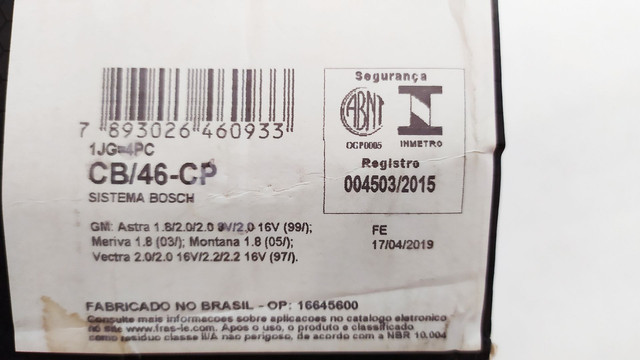 Segurança
ABNT
OCP0005
INMETRO
Registro
004503/2015
7 893026 460933
1JG=4PC
CB/46-CP
SISTEMA BOSCH
GM: Astra 1.8/2.0/2.0 8V/2.0 16V (99/);
Meriva 1.8 (03/); Montana 1.8 (05/);
Vectra 2.0/2.0 16V/2.2/2.2 16V (97/).
FE
17/04/2019
FABRICADO NO BRASIL - OP: 16645600
Consulte mais informacoes sobre aplicacoes no catalogo eletronico
no site www.fras-le.com. Apos o uso, o produto e classificado
como residuo classe II/A não perigoso, de acordo com a NBR 10.004